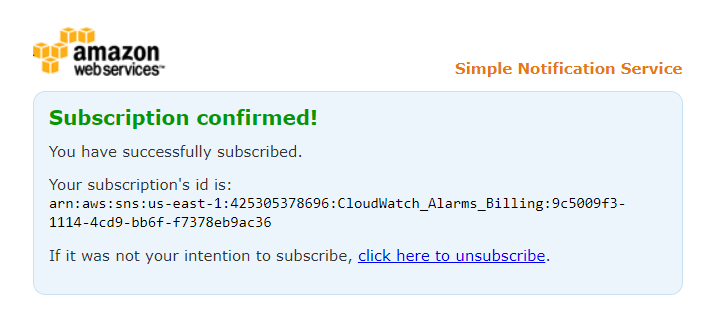 amazon
webservices™
Simple Notification Service
Subscription confirmed!
You have successfully subscribed.
Your subscription's id is:
arn:aws:sns:us-east-1:425305378696:CloudWatch_Alarms_Billing:9c5009f3-
1114-4cd9-bb6f-f7378eb9ac36
If it was not your intention to subscribe, click here to unsubscribe.